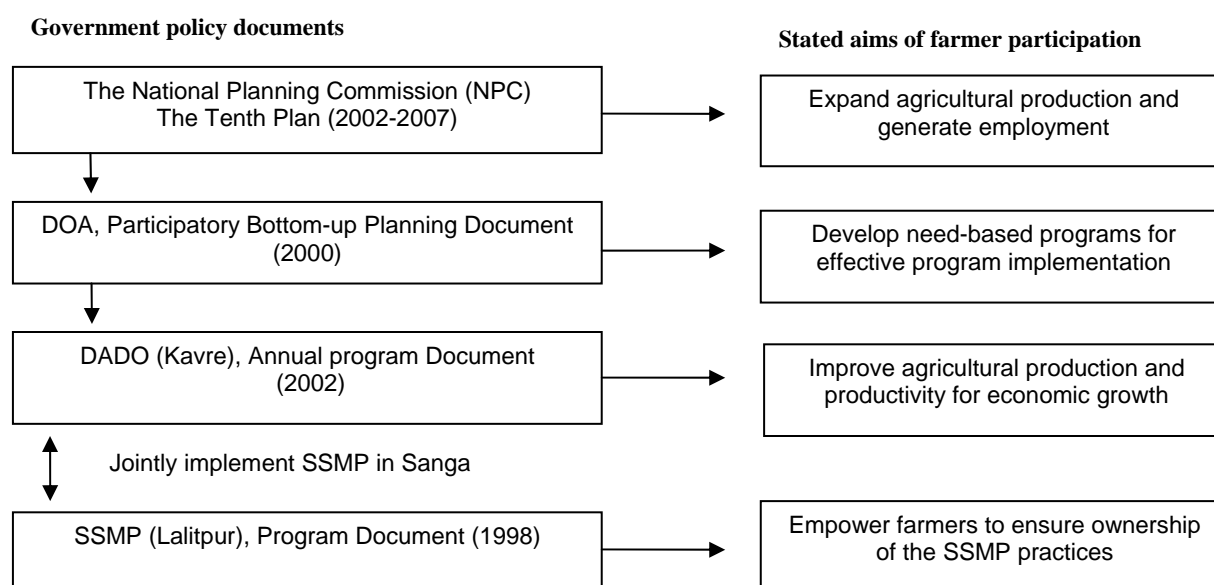 Government policy documents
Stated aims of farmer participation
The National Planning Commission (NPC)
The Tenth Plan (2002-2007)
Expand agricultural production and
generate employment
DOA, Participatory Bottom-up Planning Document
(2000)
Develop need-based programs for
effective program implementation
DADO (Kavre), Annual program Document
(2002)
Improve agricultural production and
productivity for economic growth
Jointly implement SSMP in Sanga
SSMP (Lalitpur), Program Document (1998)
Empower farmers to ensure ownership
of the SSMP practices